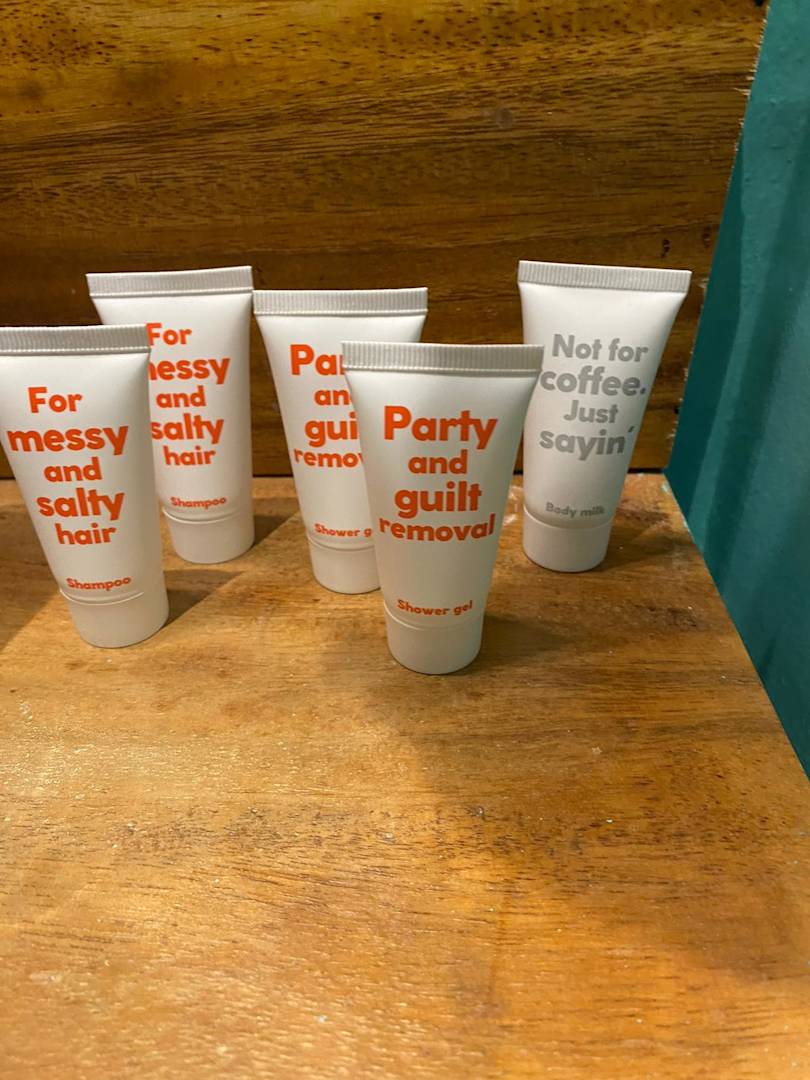 For
messy
and
salty
hair
Shampoo
For
messy
and
salty
hair
Shampoo
Party
and
guilt
removal
Shower gel
Not for
coffee.
Just
sayin´
Body milk